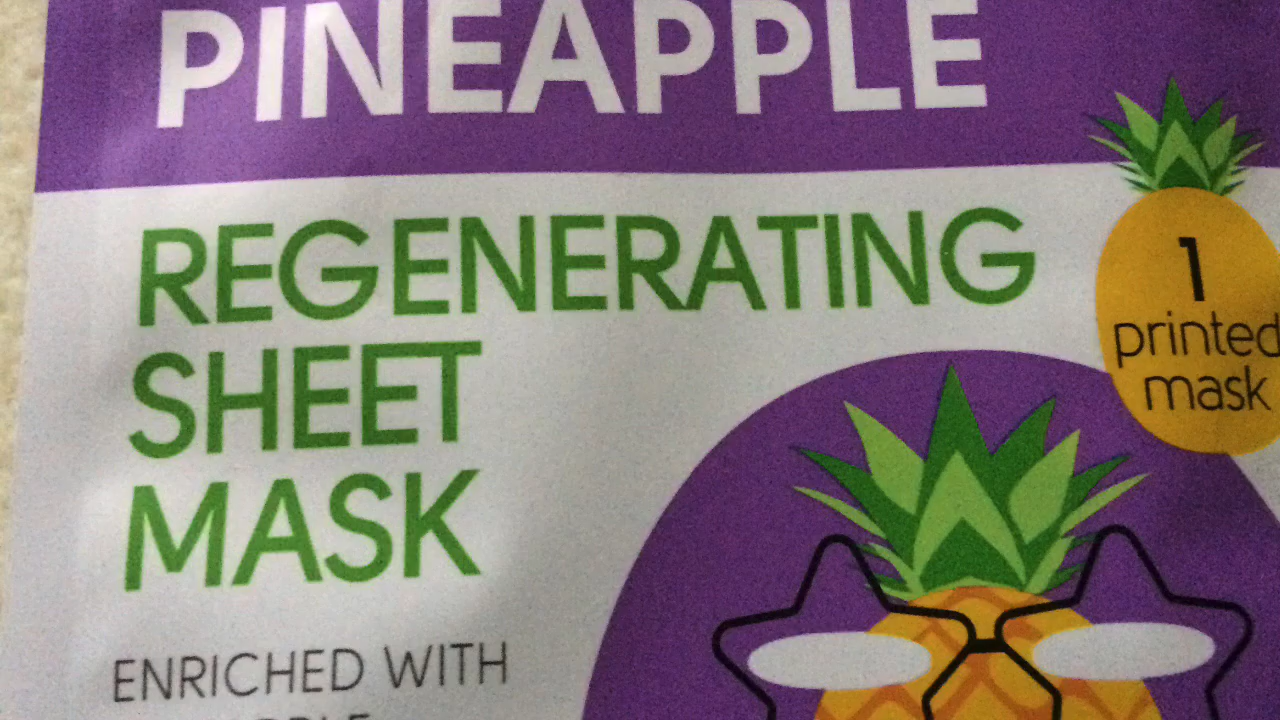 PINEAPPLE
REGENERATING
SHEET
MASK
1
printed
mask
ENRICHED WITH